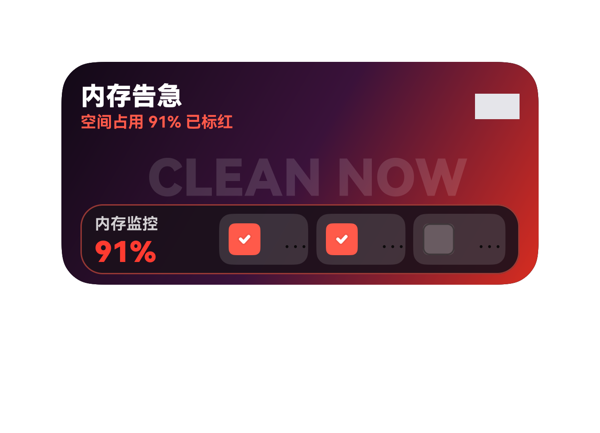 内存告急
空间占用 91% 已标红
CLEAN NOW
内存监控
91%
... ... ...